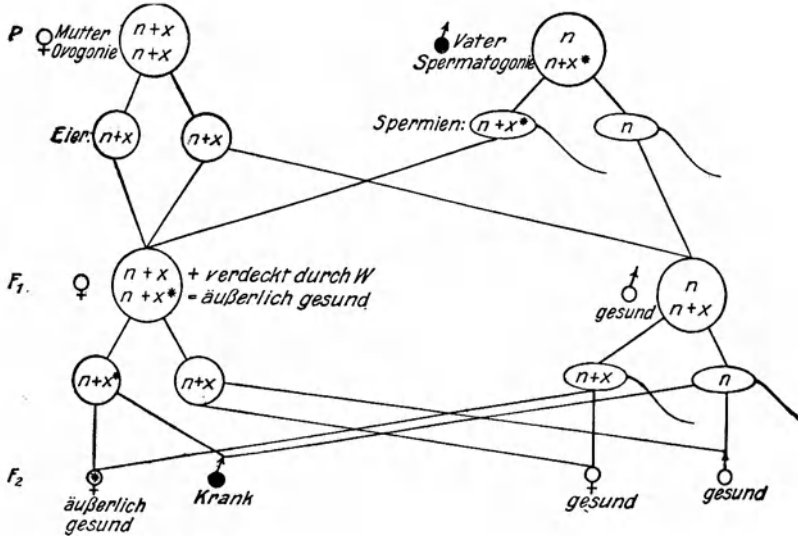 P
Mutter
Ovogonie
n+x
n+x
Vater
Spermatogonie
n
n+x*
Eier:
n+x
n+x
Spermien:
n+x*
n
F₁
n+x
n+x*
+ verdeckt durch W
= äußerlich gesund
gesund
n
n+x
n+x*
n+x
n+x
n
F₂
äußerlich
gesund
Krank
gesund
gesund